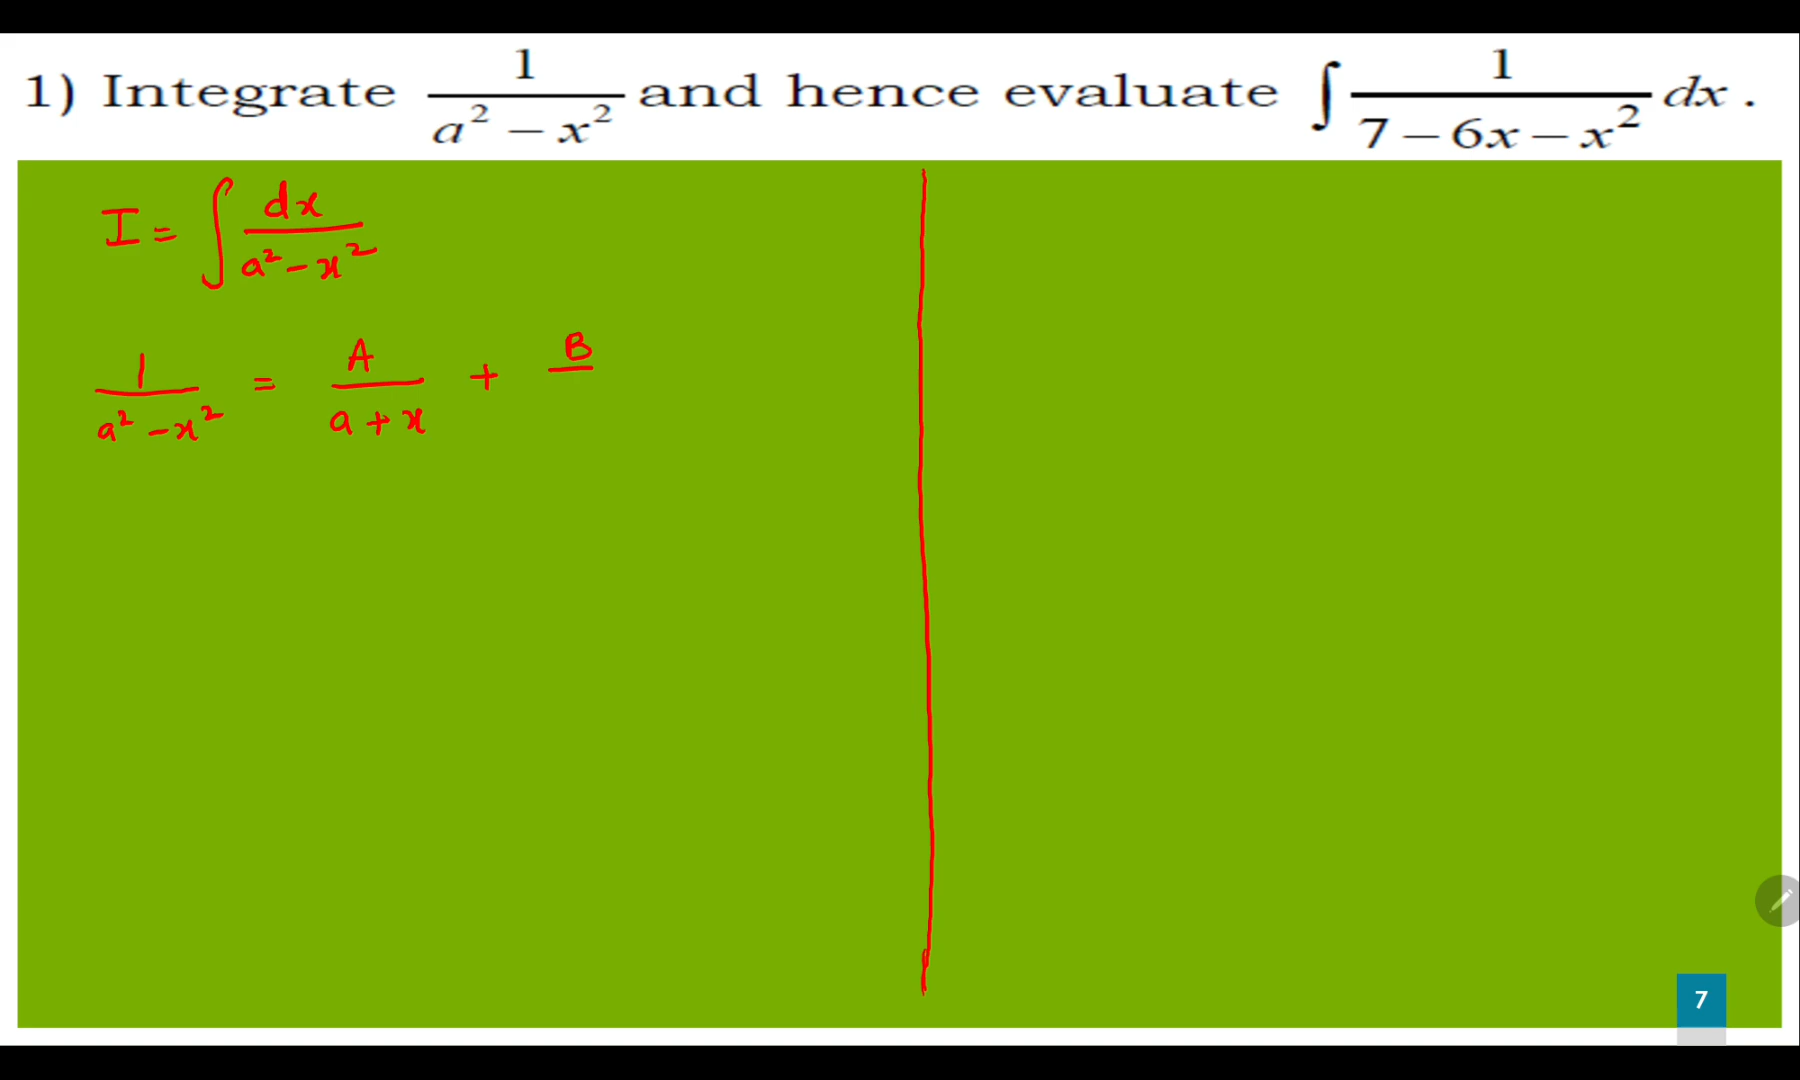 1) Integrate 1/(a² − x²) and hence evaluate ∫ 1/(7 − 6x − x²) dx .
I = ∫ dx/(a² − x²)
1/(a² − x²) = A/(a + x) + B/
7